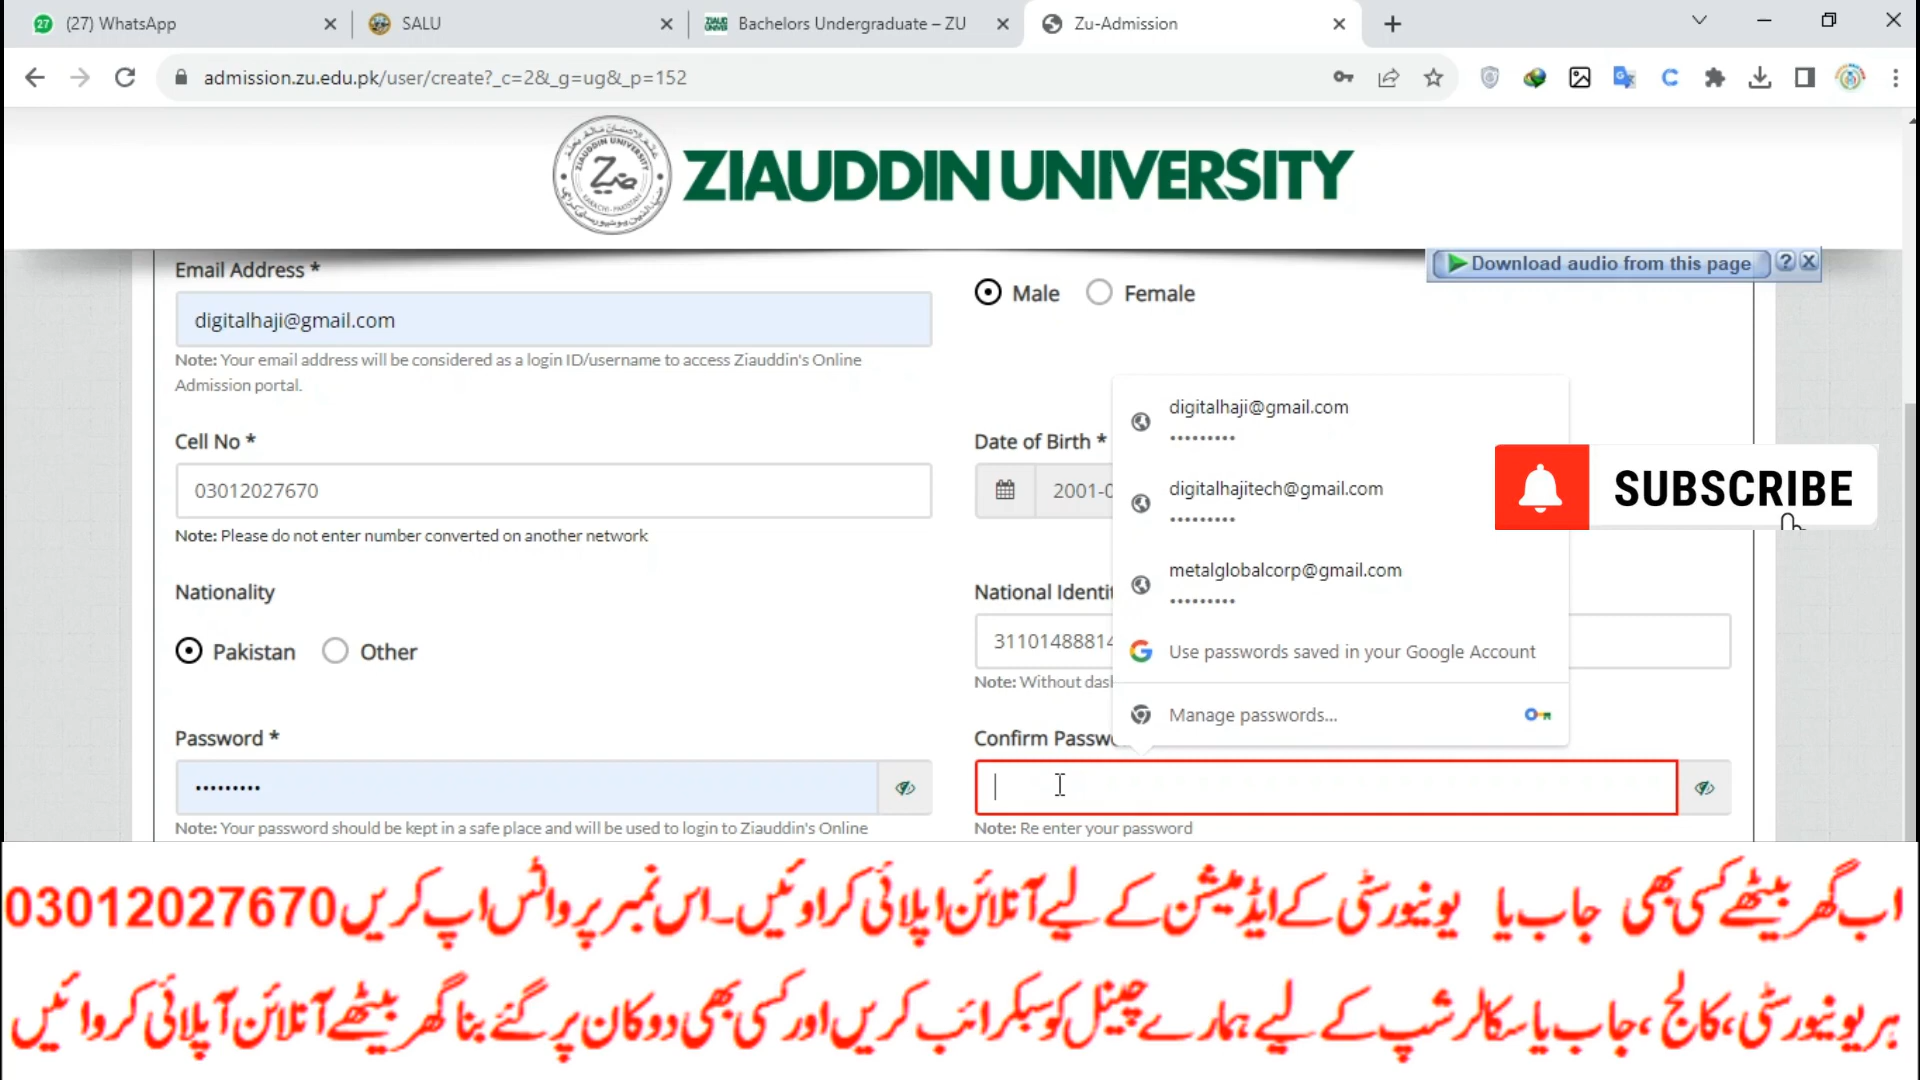 27 (27) WhatsApp
SALU
Bachelors Undergraduate – ZU
Zu-Admission
admission.zu.edu.pk/user/create?_c=2&_g=ug&_p=152
ZIAUDDIN UNIVERSITY
Download audio from this page
Email Address *
digitalhaji@gmail.com
Note: Your email address will be considered as a login ID/username to access Ziauddin's Online
Admission portal.
Male
Female
Cell No *
03012027670
Note: Please do not enter number converted on another network
Date of Birth *
2001-0
digitalhaji@gmail.com
•••••••••
digitalhajitech@gmail.com
•••••••••
metalglobalcorp@gmail.com
•••••••••
Use passwords saved in your Google Account
Manage passwords...
SUBSCRIBE
Nationality
Pakistan
Other
National Identit
31101488814
Note: Without dash
Password *
•••••••••
Note: Your password should be kept in a safe place and will be used to login to Ziauddin's Online
Confirm Passwo
Note: Re enter your password
اب گھر بیٹھے کسی بھی جاب یا یونیورسٹی کے ایڈمیشن کے لیے آنلائن اپلائی کراوئیں۔اس نمبر پر واٹس اپ کریں 03012027670
ہر یونیورسٹی، کالج ،جاب یا سکالرشپ کے لیے ہمارے چینل کو سبکرائب کریں اور کسی بھی دوکان پر گئے بنا گھر بیٹھے آنلائن آپلائی کروائیں